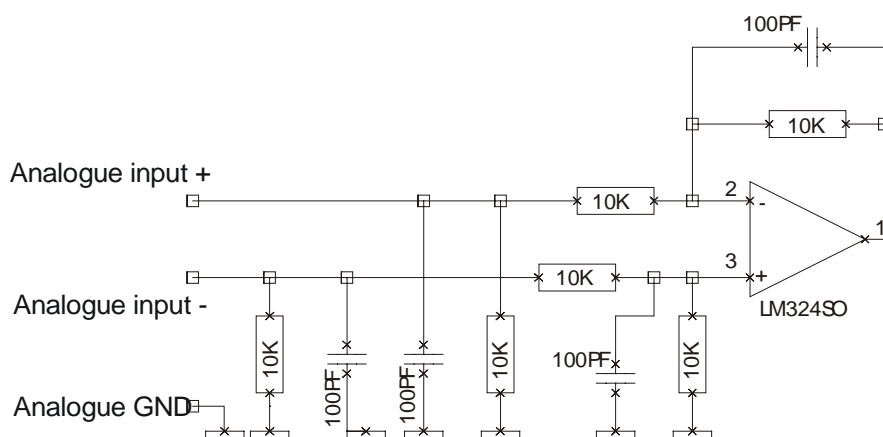 100PF
10K
Analogue input +
10K
2
-
1
3
+
10K
Analogue input -
LM324SO
10K
100PF
100PF
10K
100PF
10K
Analogue GND